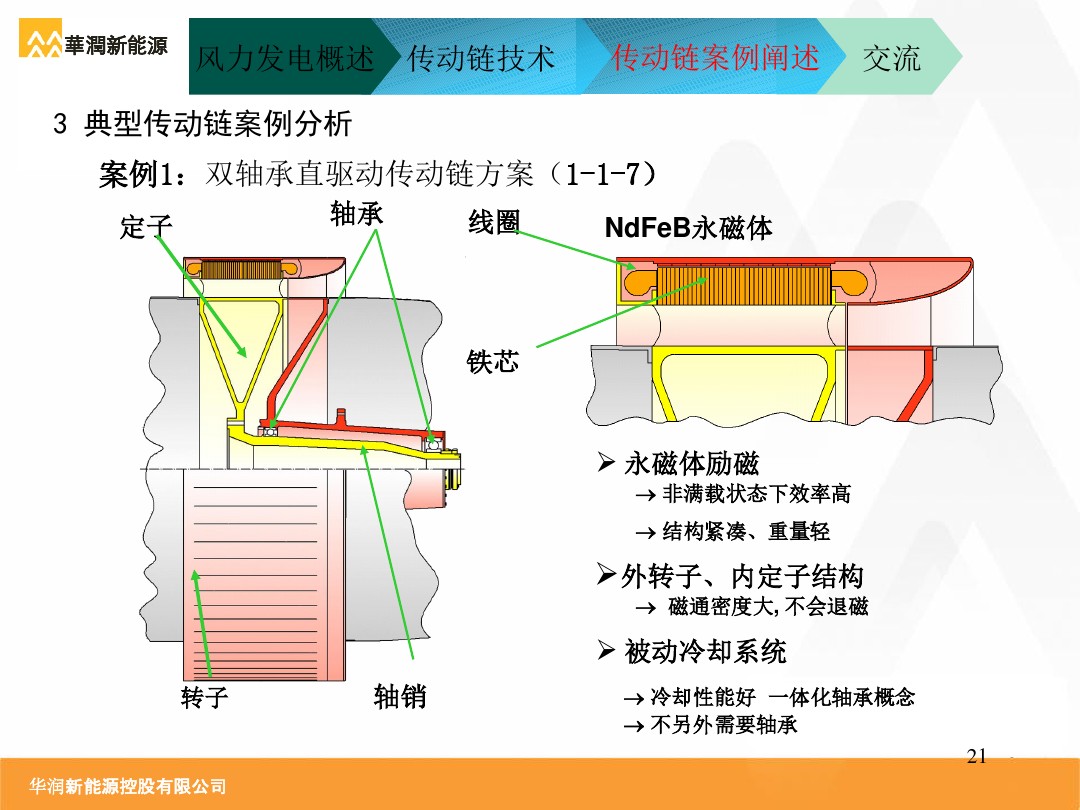 華潤新能源
风力发电概述 传动链技术 传动链案例阐述 交流
3 典型传动链案例分析
案例1：双轴承直驱动传动链方案（1-1-7）
定子 轴承 线圈 NdFeB永磁体
铁芯
转子 轴销
➢ 永磁体励磁
→ 非满载状态下效率高
→ 结构紧凑、重量轻
➢ 外转子、内定子结构
→ 磁通密度大, 不会退磁
➢ 被动冷却系统
→ 冷却性能好 一体化轴承概念
→ 不另外需要轴承
21
华润新能源控股有限公司